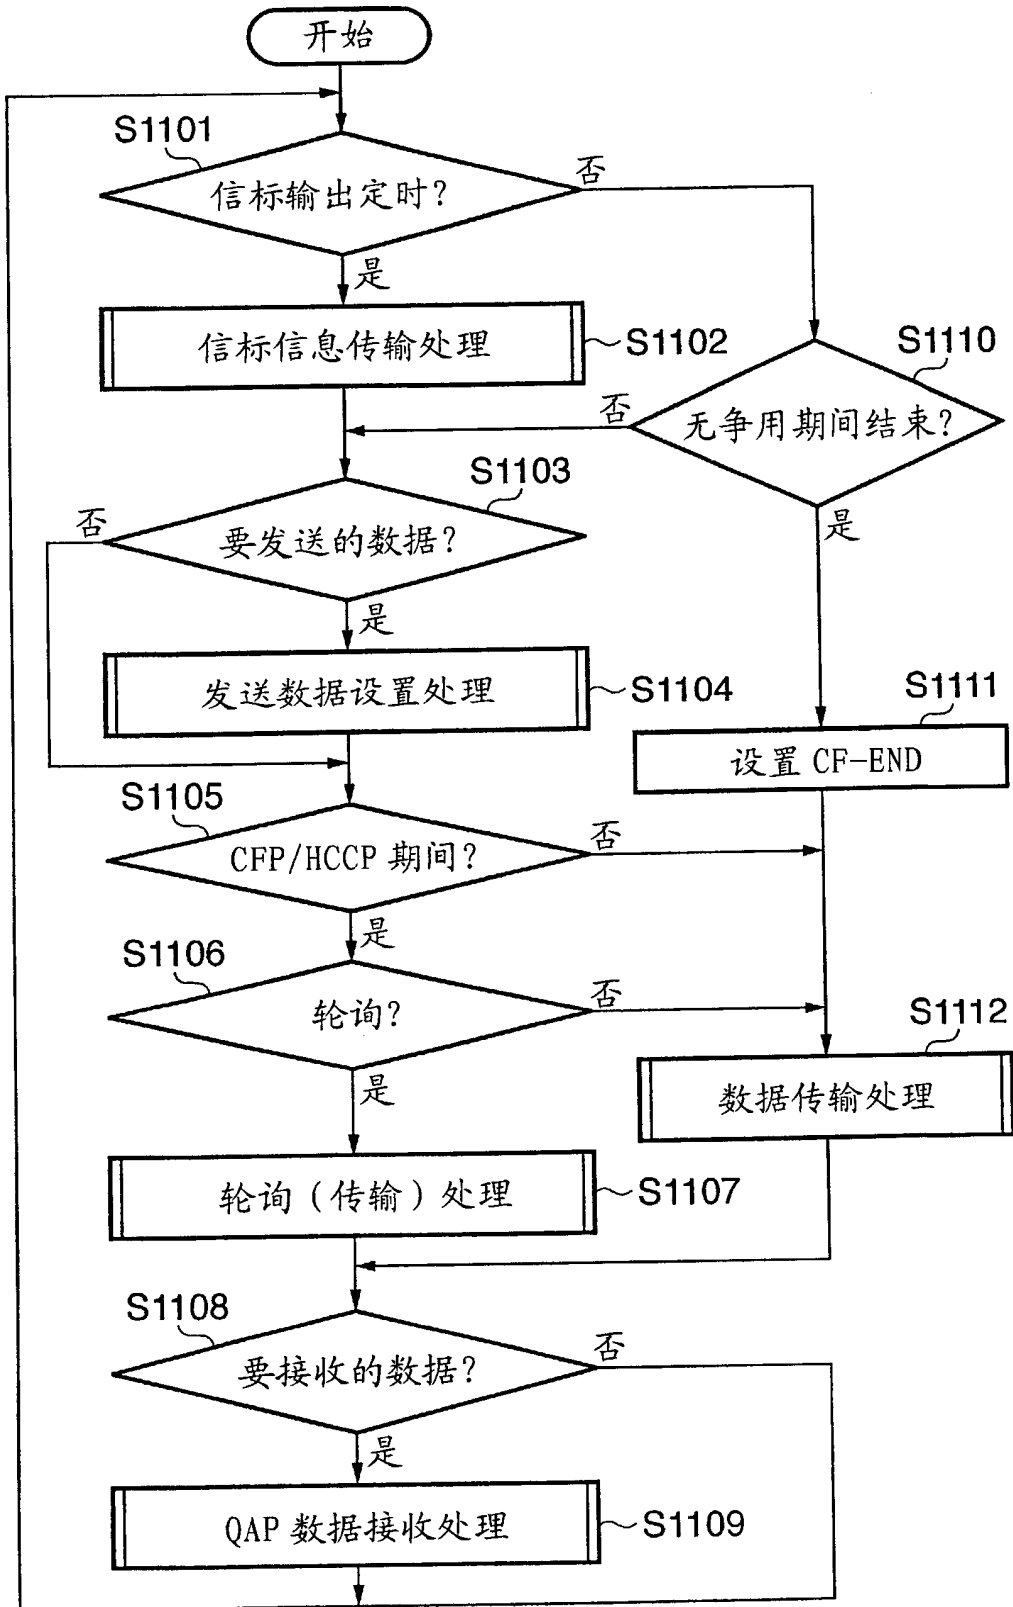 开始
S1101
信标输出定时?
否
是
信标信息传输处理
S1102
S1110
无争用期间结束?
否
是
S1103
要发送的数据?
否
是
发送数据设置处理
S1104
S1111
设置 CF-END
S1105
CFP/HCCP 期间?
否
是
S1106
轮询?
否
是
S1112
数据传输处理
轮询(传输)处理
S1107
S1108
要接收的数据?
否
是
QAP 数据接收处理
S1109